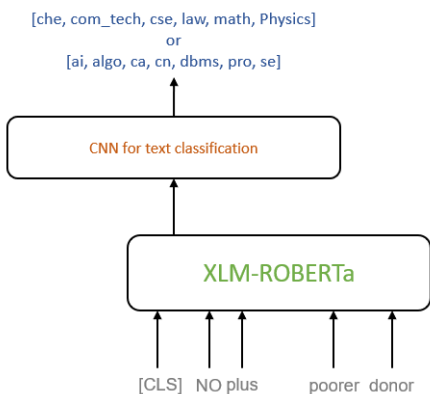 [che, com_tech, cse, law, math, Physics]
or
[ai, algo, ca, cn, dbms, pro, se]
CNN for text classification
XLM-ROBERTa
[CLS] NO plus poorer donor